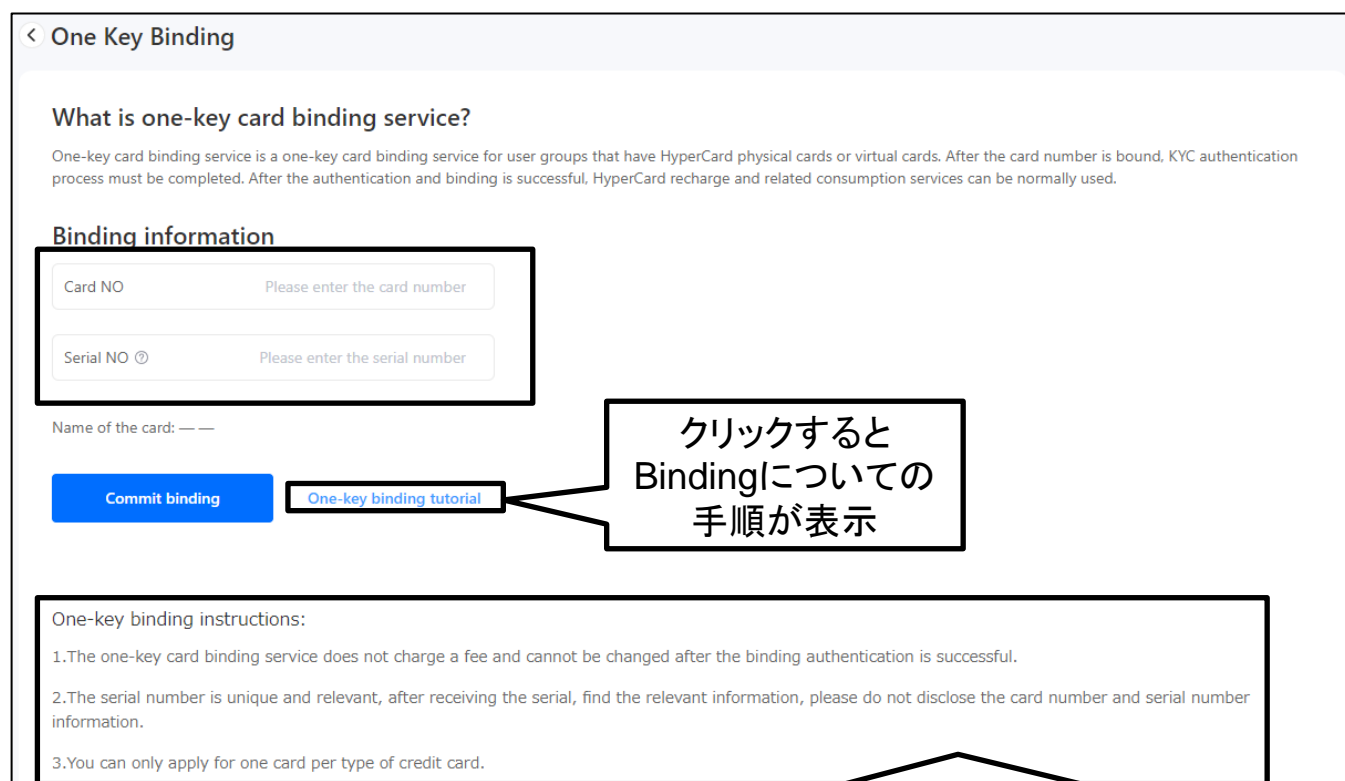 One Key Binding
What is one-key card binding service?
One-key card binding service is a one-key card binding service for user groups that have HyperCard physical cards or virtual cards. After the card number is bound, KYC authentication
process must be completed. After the authentication and binding is successful, HyperCard recharge and related consumption services can be normally used.
Binding information
Card NO Please enter the card number
Serial NO ? Please enter the serial number
Name of the card: — —
Commit binding One-key binding tutorial
クリックすると
Bindingについての
手順が表示
One-key binding instructions:
1.The one-key card binding service does not charge a fee and cannot be changed after the binding authentication is successful.
2.The serial number is unique and relevant, after receiving the serial, find the relevant information, please do not disclose the card number and serial number
information.
3.You can only apply for one card per type of credit card.